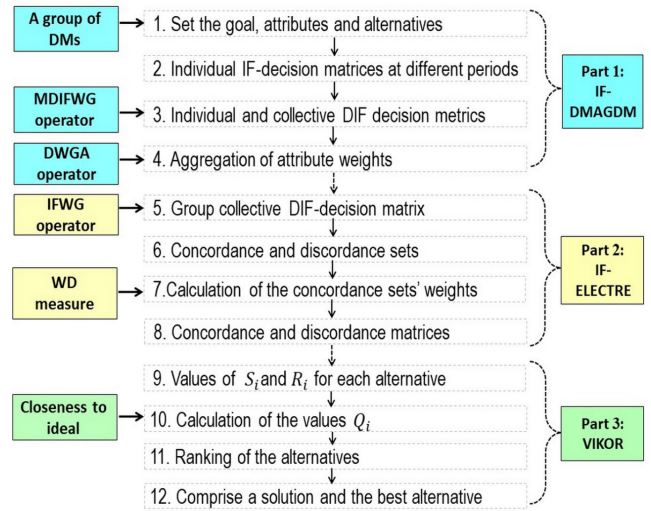 A group of
DMs
1. Set the goal, attributes and alternatives
2. Individual IF-decision matrices at different periods
MDIFWG
operator
3. Individual and collective DIF decision metrics
DWGA
operator
4. Aggregation of attribute weights
Part 1:
IF-
DMAGDM
IFWG
operator
5. Group collective DIF-decision matrix
6. Concordance and discordance sets
WD
measure
7.Calculation of the concordance sets' weights
8. Concordance and discordance matrices
Part 2:
IF-
ELECTRE
9. Values of S_i and R_i for each alternative
Closeness to
ideal
10. Calculation of the values Q_i
11. Ranking of the alternatives
12. Comprise a solution and the best alternative
Part 3:
VIKOR